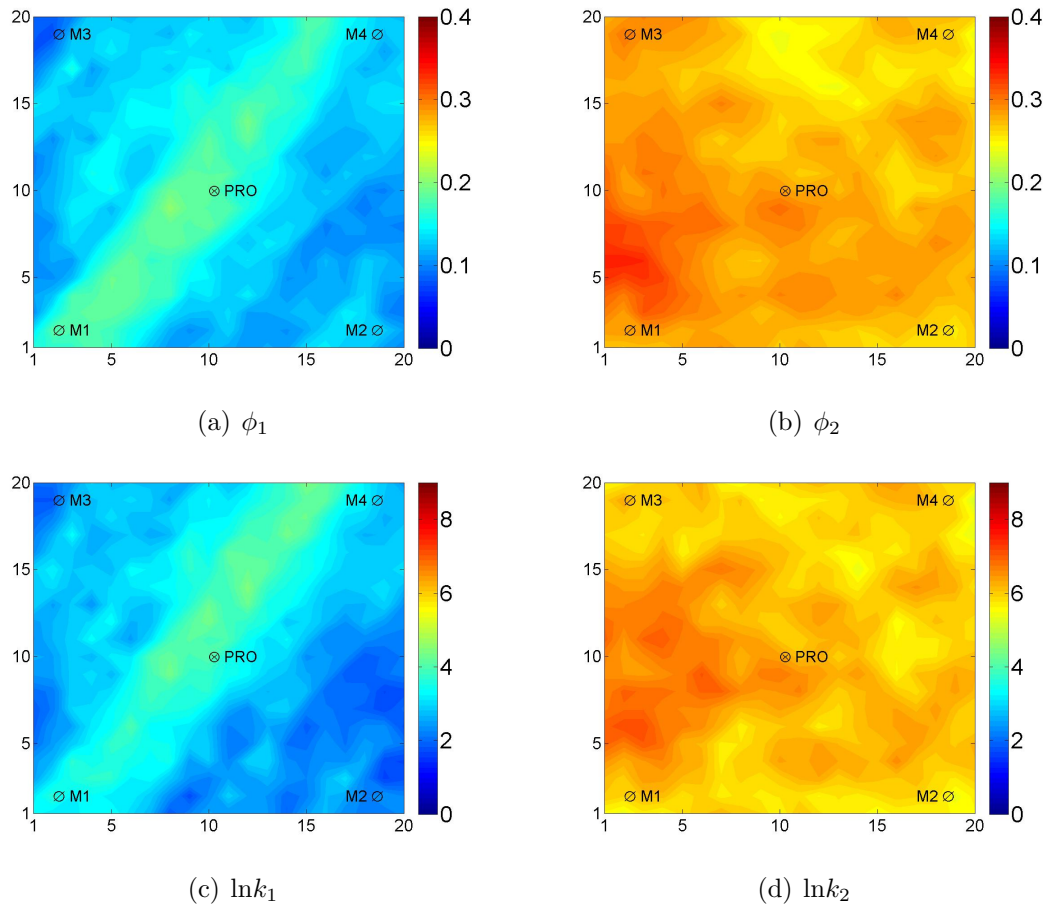 20
15
10
5
1
1 5 10 15 20
∅ M3
M4 ∅
⊗ PRO
∅ M1
M2 ∅
0.4
0.3
0.2
0.1
0
(a) ϕ₁
20
15
10
5
1
1 5 10 15 20
∅ M3
M4 ∅
⊗ PRO
∅ M1
M2 ∅
0.4
0.3
0.2
0.1
0
(b) ϕ₂
20
15
10
5
1
1 5 10 15 20
∅ M3
M4 ∅
⊗ PRO
∅ M1
M2 ∅
8
6
4
2
0
(c) lnk₁
20
15
10
5
1
1 5 10 15 20
∅ M3
M4 ∅
⊗ PRO
∅ M1
M2 ∅
8
6
4
2
0
(d) lnk₂